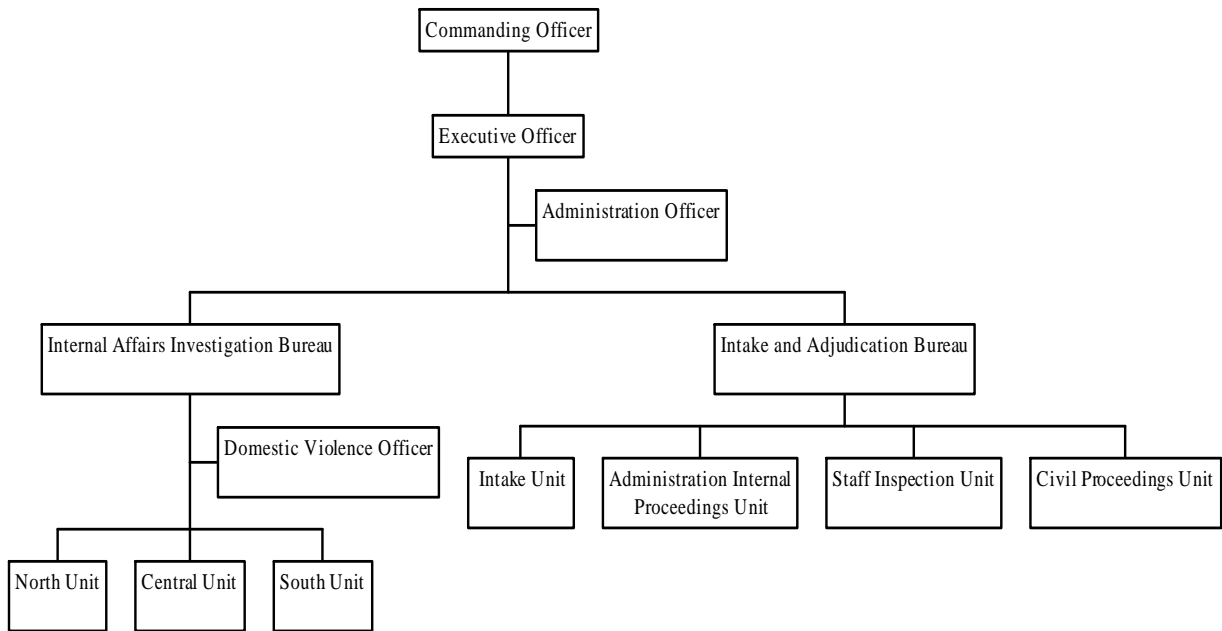 Commanding Officer
Executive Officer
Administration Officer
Internal Affairs Investigation Bureau
Intake and Adjudication Bureau
Domestic Violence Officer
Intake Unit
Administration Internal
Proceedings Unit
Staff Inspection Unit
Civil Proceedings Unit
North Unit
Central Unit
South Unit